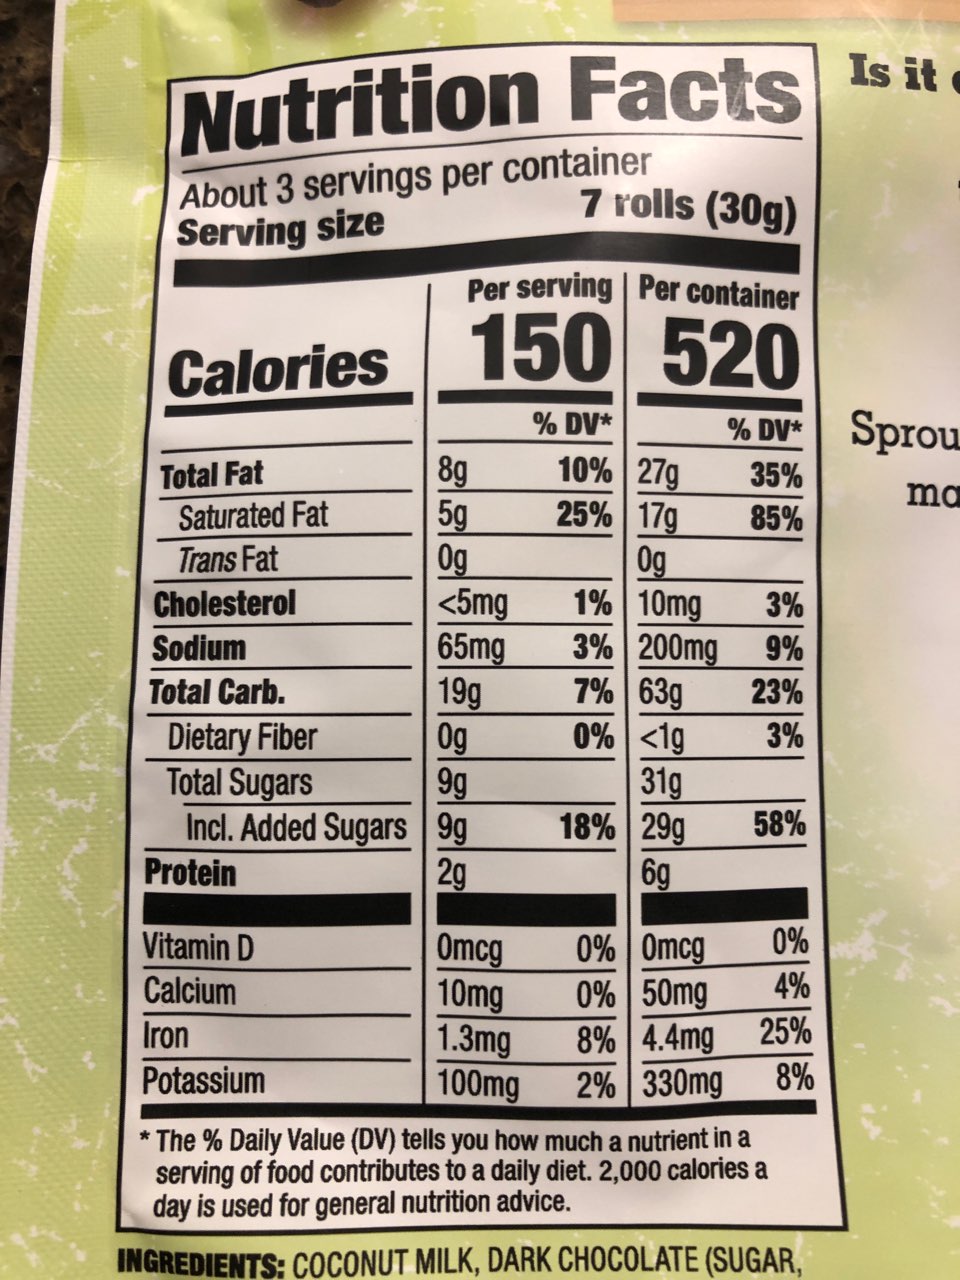 Nutrition Facts
About 3 servings per container
Serving size 7 rolls (30g)
Per serving Per container
Calories 150 520
% DV* % DV*
Total Fat 8g 10% 27g 35%
Saturated Fat 5g 25% 17g 85%
Trans Fat 0g 0g
Cholesterol <5mg 1% 10mg 3%
Sodium 65mg 3% 200mg 9%
Total Carb. 19g 7% 63g 23%
Dietary Fiber 0g 0% <1g 3%
Total Sugars 9g 31g
Incl. Added Sugars 9g 18% 29g 58%
Protein 2g 6g
Vitamin D 0mcg 0% 0mcg 0%
Calcium 10mg 0% 50mg 4%
Iron 1.3mg 8% 4.4mg 25%
Potassium 100mg 2% 330mg 8%
* The % Daily Value (DV) tells you how much a nutrient in a
serving of food contributes to a daily diet. 2,000 calories a
day is used for general nutrition advice.
INGREDIENTS: COCONUT MILK, DARK CHOCOLATE (SUGAR,
Is it
Sprou
ma